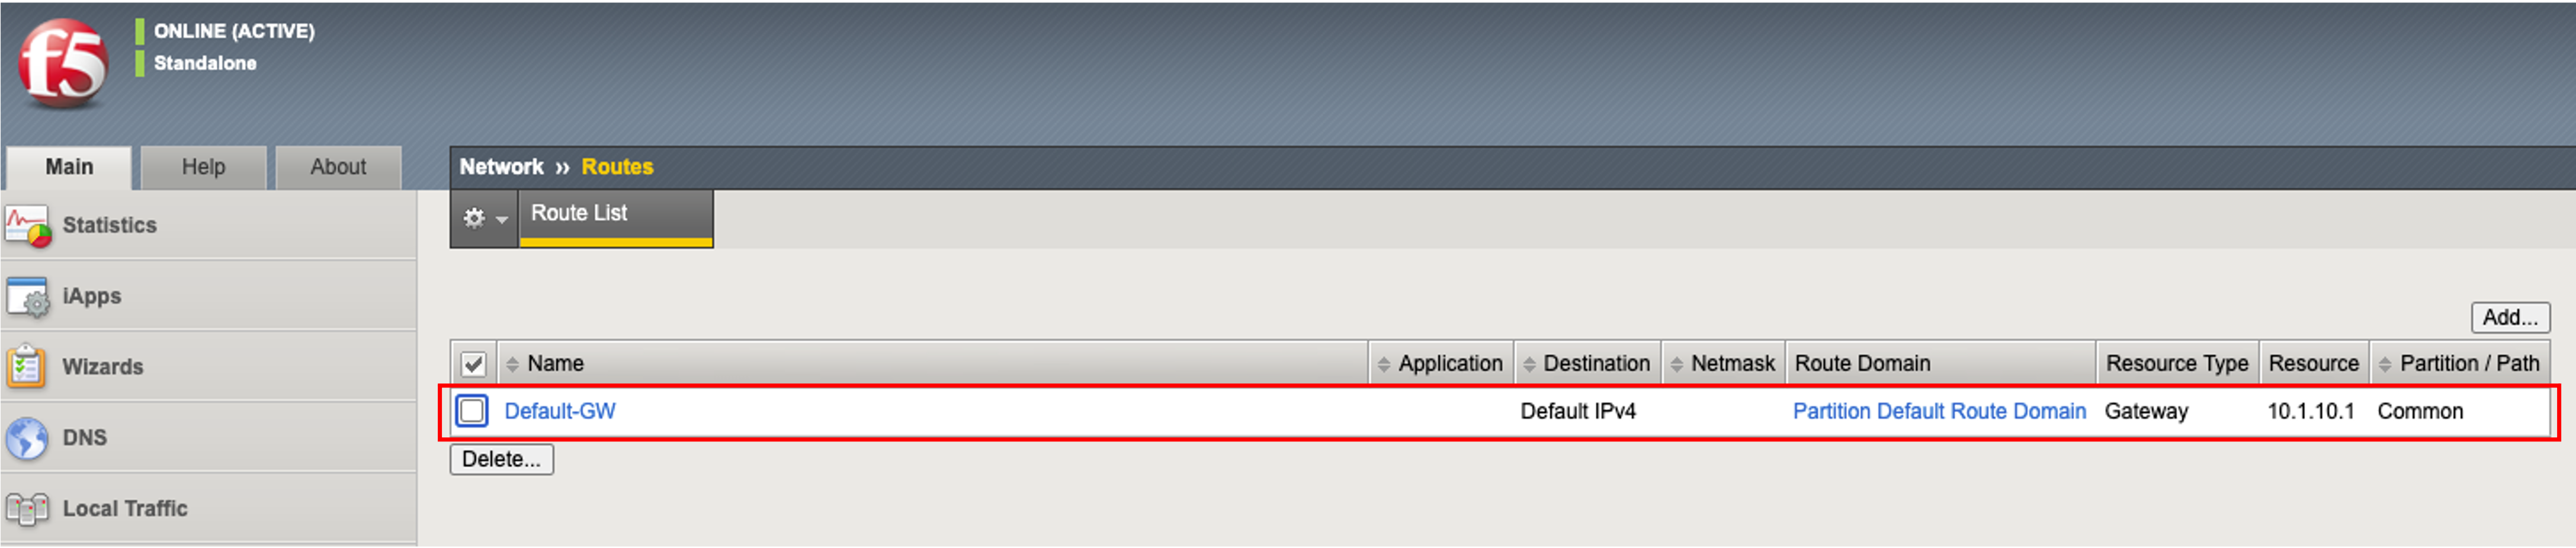 f5
ONLINE (ACTIVE)
Standalone
Main Help About
Network ›› Routes
Route List
Statistics
iApps
Wizards
DNS
Local Traffic
Add...
Name Application Destination Netmask Route Domain Resource Type Resource Partition / Path
Default-GW Default IPv4 Partition Default Route Domain Gateway 10.1.10.1 Common
Delete...